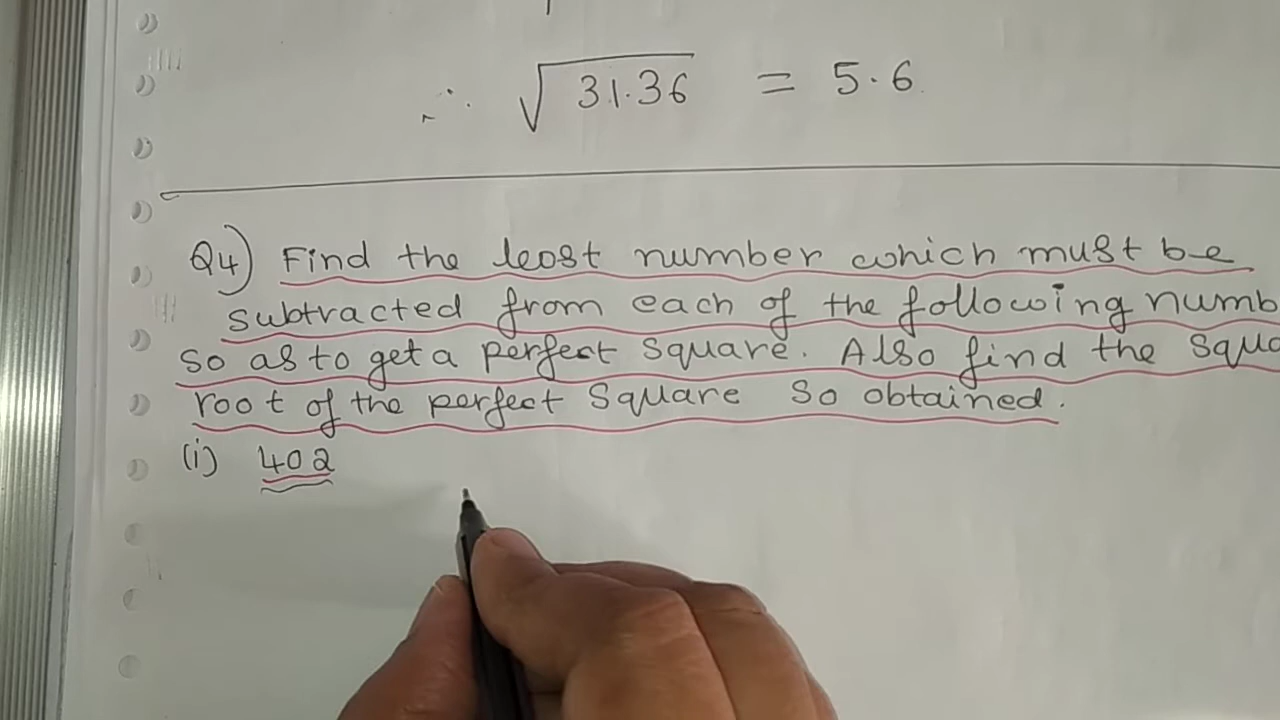 ∴ √31.36 = 5.6
Q4) Find the least number which must be
subtracted from each of the following numb
so as to get a perfect square. Also find the squa
root of the perfect square so obtained.
(i) 402